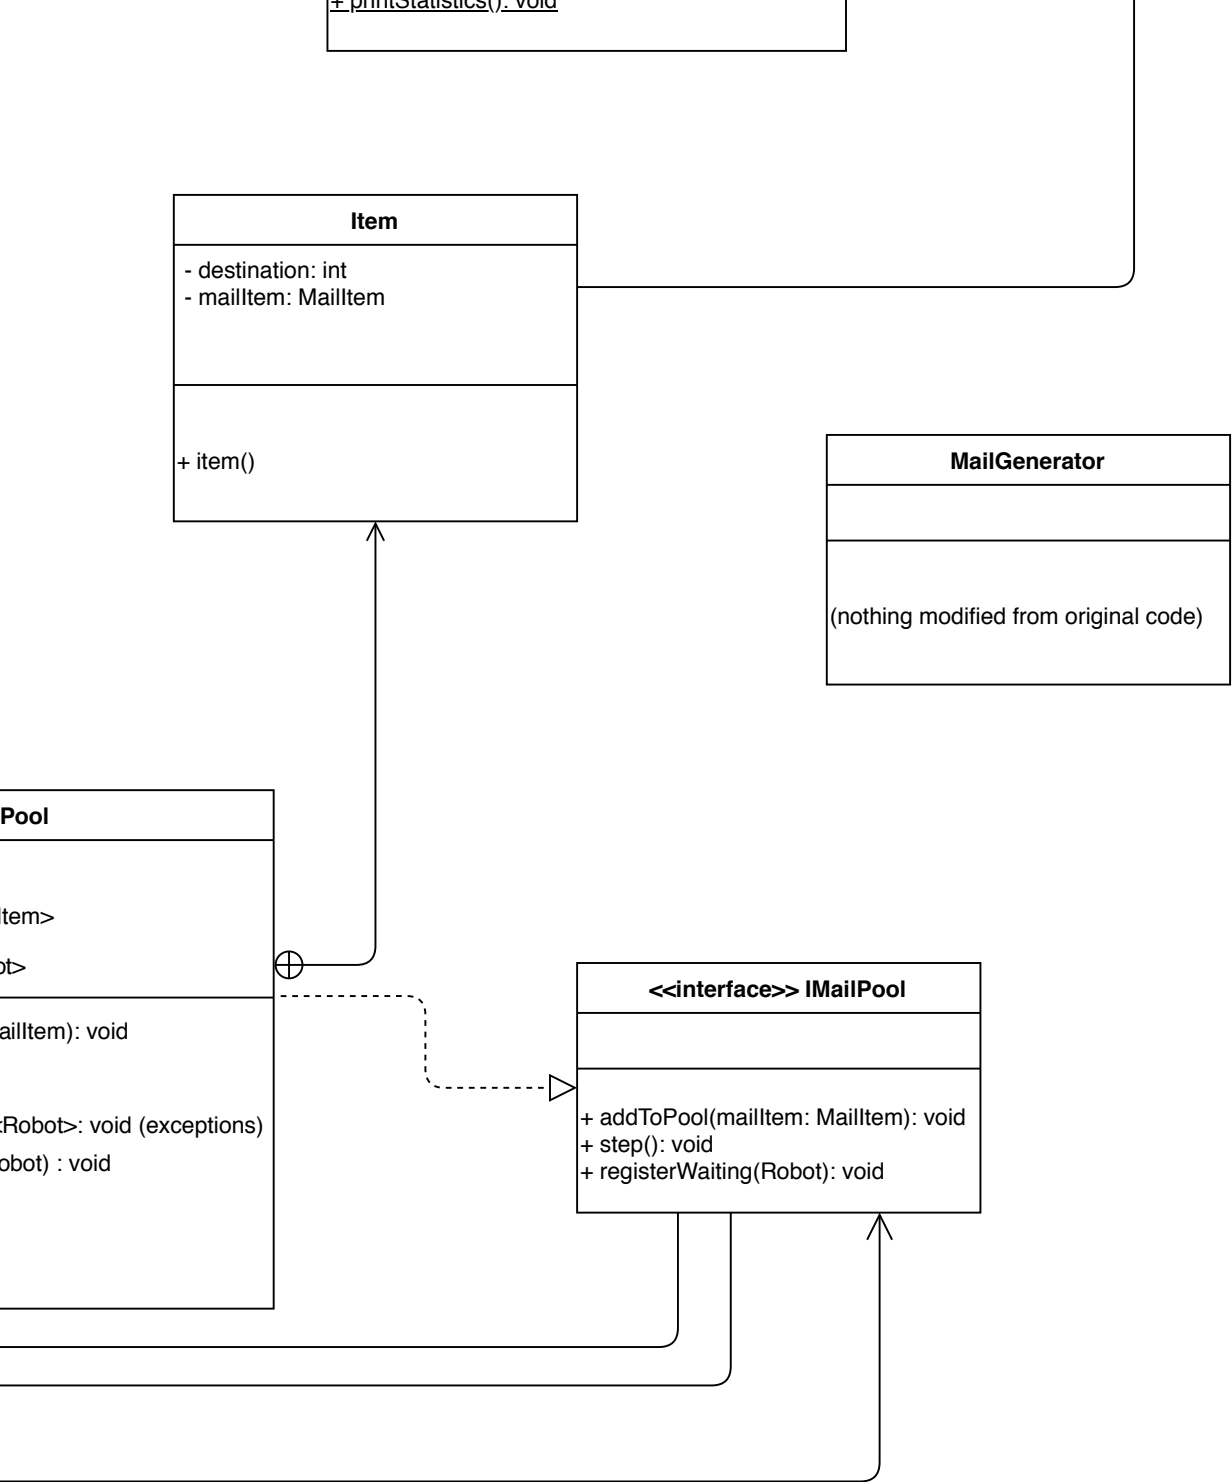 + printStatistics(): void
Item
- destination: int
- mailItem: MailItem
+ item()
MailGenerator
(nothing modified from original code)
Pool
Item>
ot>
ailItem): void
<Robot>: void (exceptions)
obot) : void
<<interface>> IMailPool
+ addToPool(mailItem: MailItem): void
+ step(): void
+ registerWaiting(Robot): void